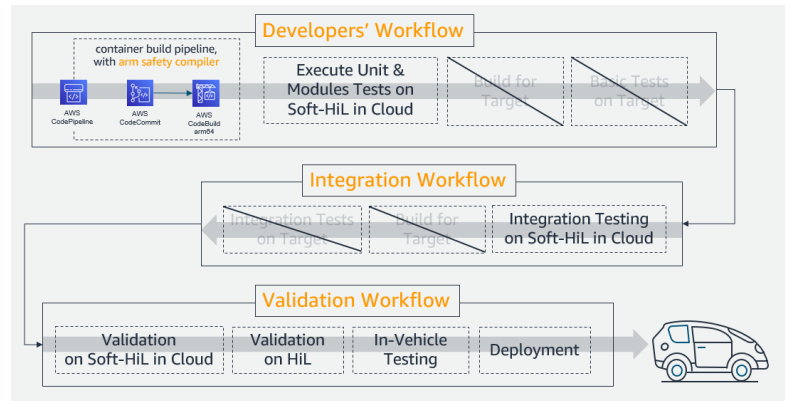 Developers' Workflow
container build pipeline,
with arm safety compiler
AWS
CodePipeline
AWS
CodeCommit
AWS
CodeBuild
arm64
Execute Unit &
Modules Tests on
Soft-HiL in Cloud
Build for
Target
Basic Tests
on Target
Integration Workflow
Integration Tests
on Target
Build for
Target
Integration Testing
on Soft-HiL in Cloud
Validation Workflow
Validation
on Soft-HiL in Cloud
Validation
on HiL
In-Vehicle
Testing
Deployment